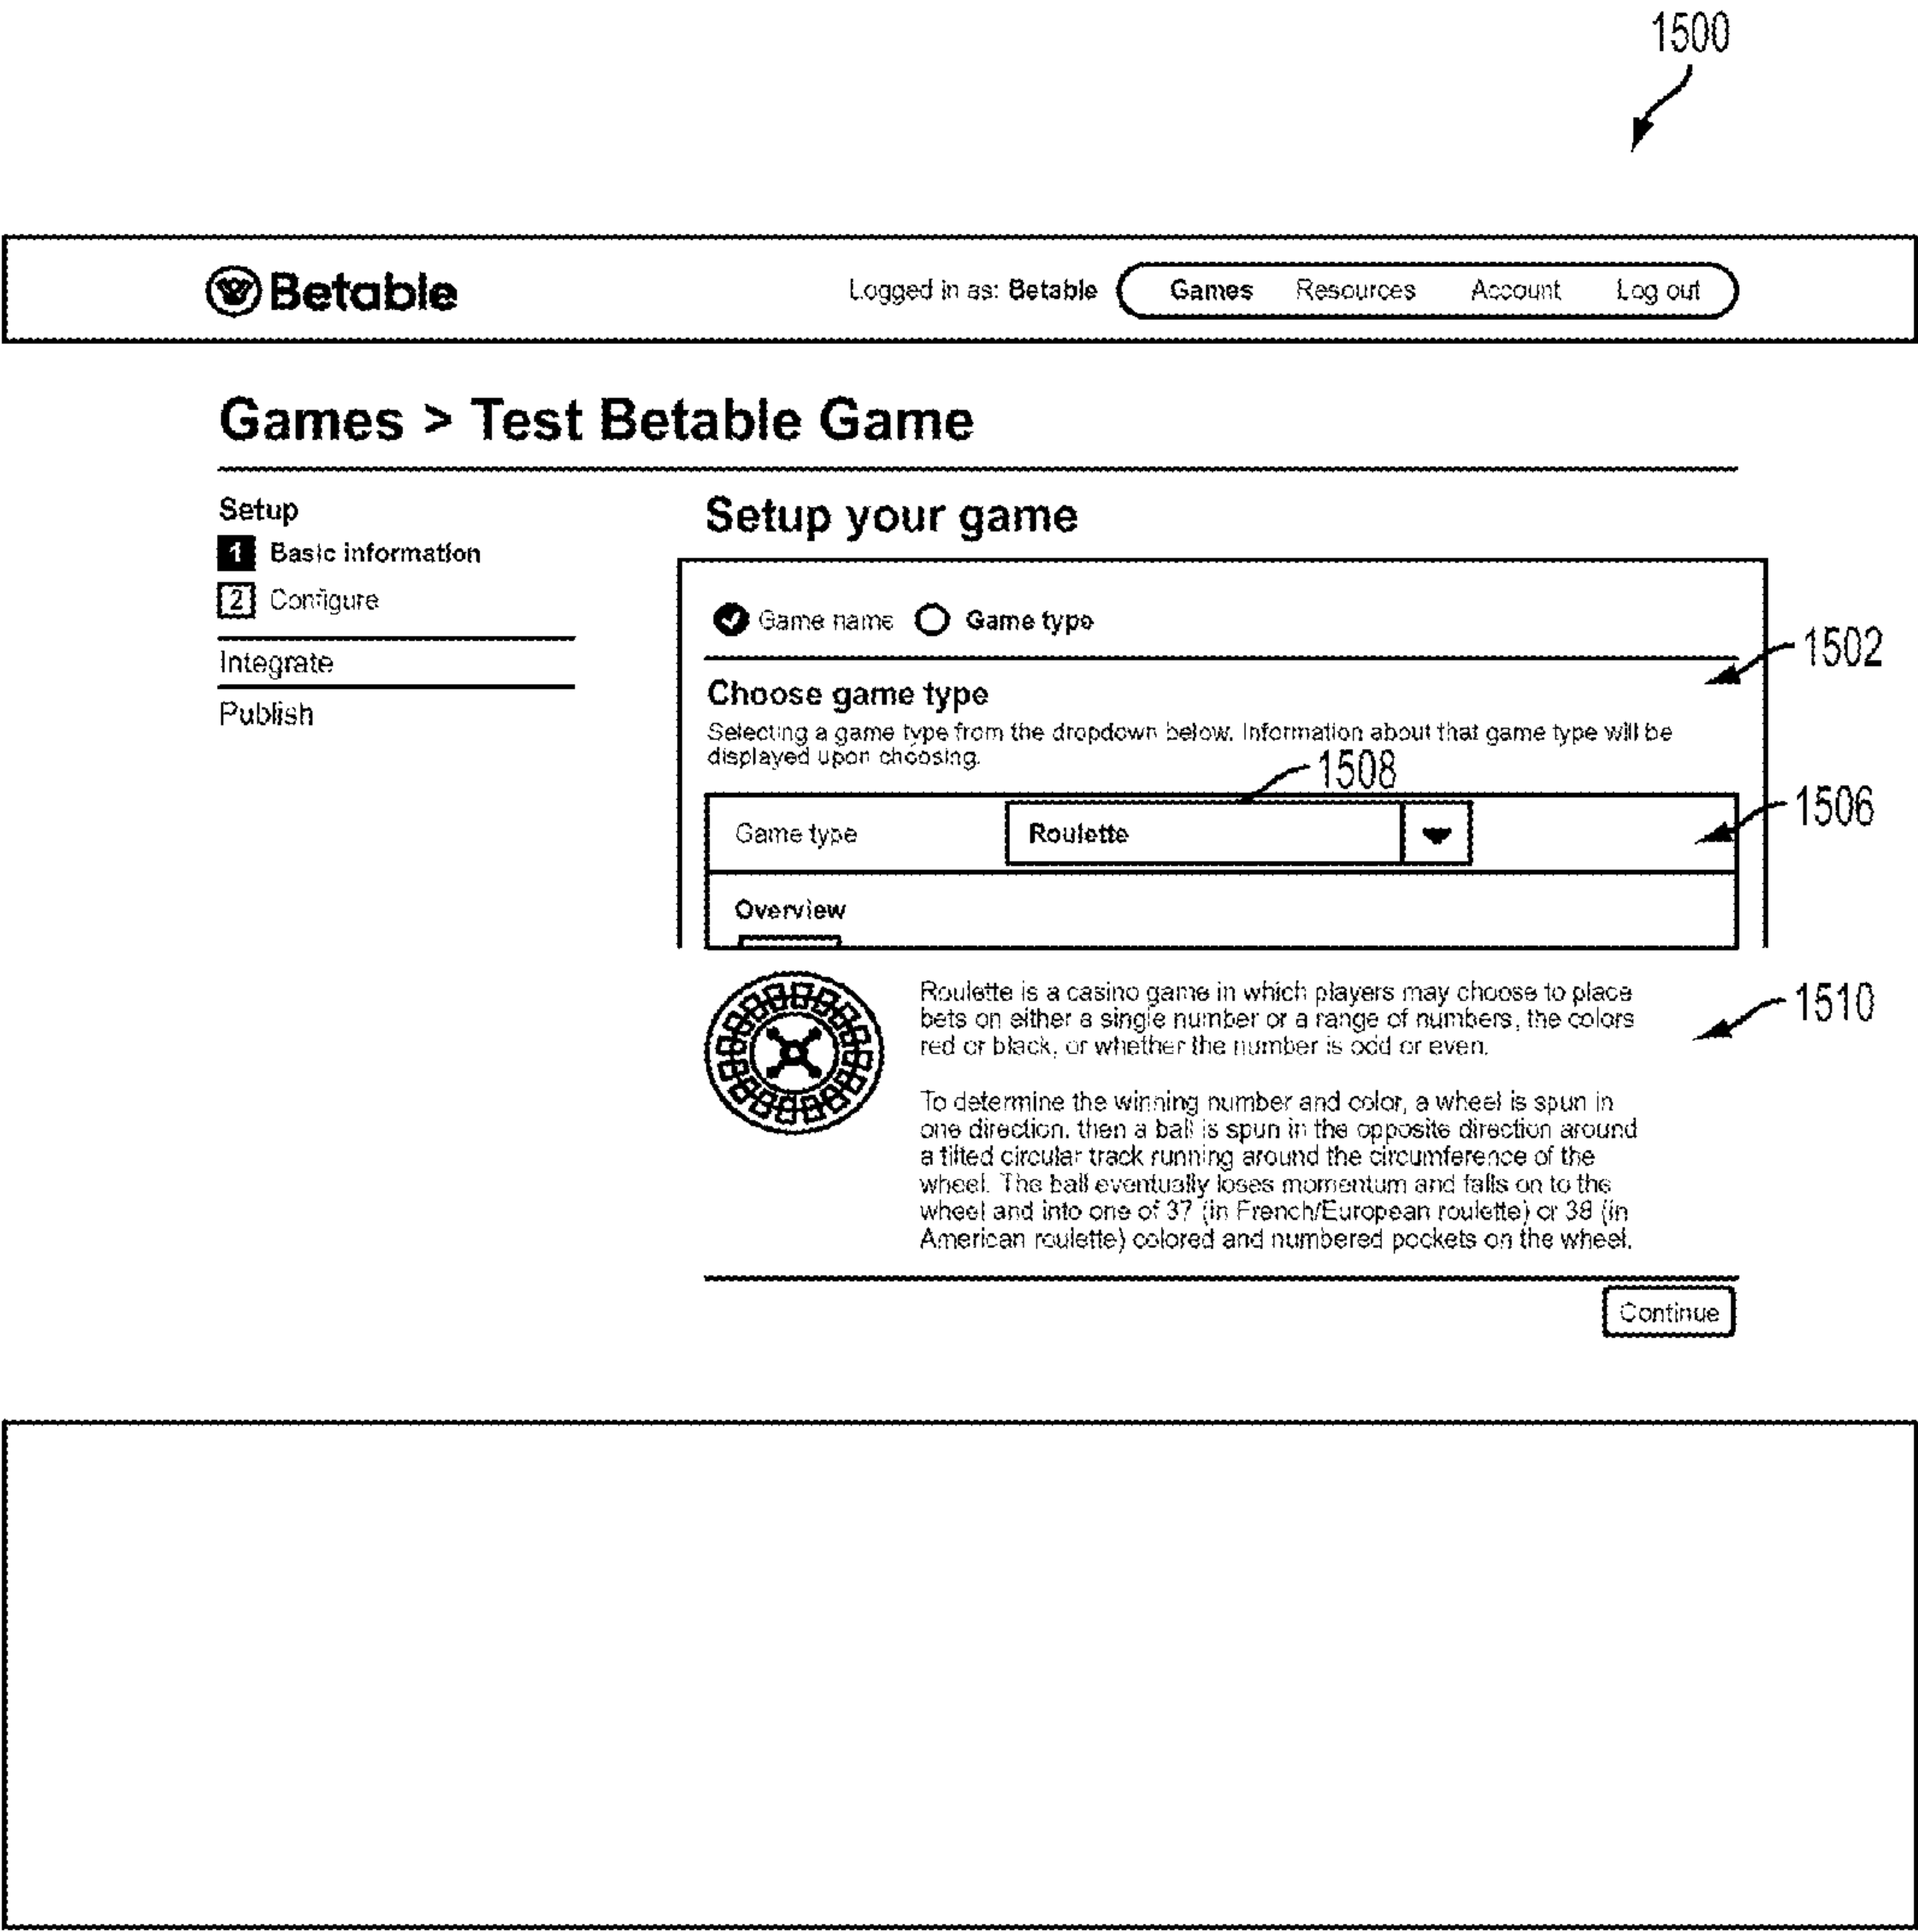 1500
Betable
Logged in as: Betable Games Resources Account Log out
Games > Test Betable Game
Setup
1 Basic information
2 Configure
Integrate
Publish
Setup your game
Game name Game type
1502
Choose game type
Selecting a game type from the dropdown below. Information about that game type will be
displayed upon choosing.
1508
Game type Roulette
1506
Overview
Roulette is a casino game in which players may choose to place
bets on either a single number or a range of numbers, the colors
red or black, or whether the number is odd or even.
1510
To determine the winning number and color, a wheel is spun in
one direction, then a ball is spun in the opposite direction around
a tilted circular track running around the circumference of the
wheel. The ball eventually loses momentum and falls on to the
wheel and into one of 37 (in French/European roulette) or 38 (in
American roulette) colored and numbered pockets on the wheel.
Continue